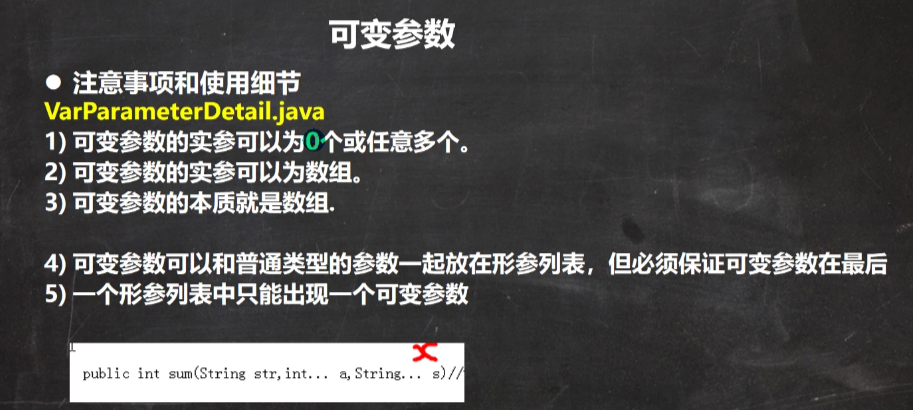 可变参数
● 注意事项和使用细节
VarParameterDetail.java
1) 可变参数的实参可以为0个或任意多个。
2) 可变参数的实参可以为数组。
3) 可变参数的本质就是数组.
4) 可变参数可以和普通类型的参数一起放在形参列表，但必须保证可变参数在最后
5) 一个形参列表中只能出现一个可变参数
public int sum(String str,int... a,String... s)//